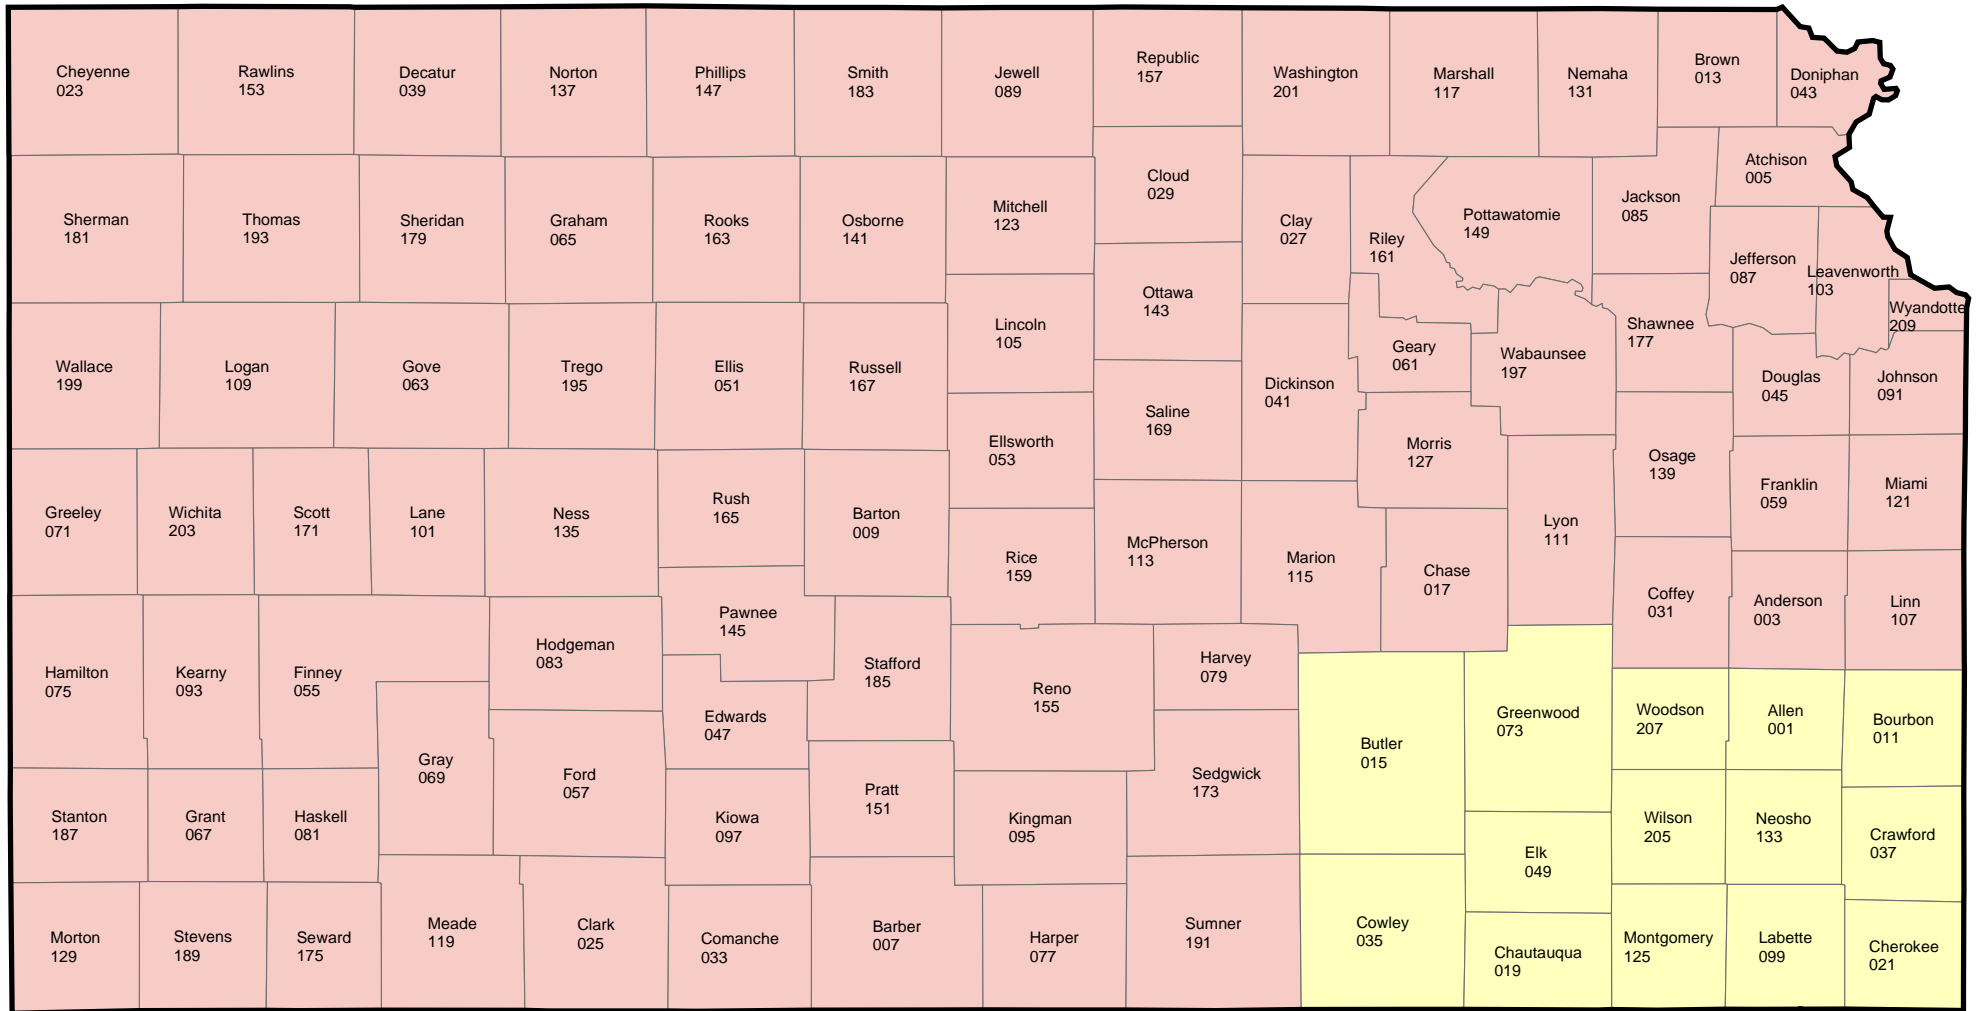 Cheyenne
023
Rawlins
153
Decatur
039
Norton
137
Phillips
147
Smith
183
Jewell
089
Republic
157
Washington
201
Marshall
117
Nemaha
131
Brown
013
Doniphan
043
Cloud
029
Atchison
005
Sherman
181
Thomas
193
Sheridan
179
Graham
065
Rooks
163
Osborne
141
Mitchell
123
Clay
027
Riley
161
Pottawatomie
149
Jackson
085
Jefferson
087
Leavenworth
103
Wyandotte
209
Ottawa
143
Lincoln
105
Wallace
199
Logan
109
Gove
063
Trego
195
Ellis
051
Russell
167
Saline
169
Dickinson
041
Geary
061
Wabaunsee
197
Shawnee
177
Douglas
045
Johnson
091
Ellsworth
053
Morris
127
Osage
139
Franklin
059
Miami
121
Greeley
071
Wichita
203
Scott
171
Lane
101
Ness
135
Rush
165
Barton
009
Rice
159
McPherson
113
Marion
115
Chase
017
Lyon
111
Coffey
031
Anderson
003
Linn
107
Hamilton
075
Kearny
093
Finney
055
Hodgeman
083
Pawnee
145
Stafford
185
Reno
155
Harvey
079
Edwards
047
Gray
069
Ford
057
Butler
015
Greenwood
073
Woodson
207
Allen
001
Bourbon
011
Stanton
187
Grant
067
Haskell
081
Kiowa
097
Pratt
151
Kingman
095
Sedgwick
173
Elk
049
Wilson
205
Neosho
133
Crawford
037
Morton
129
Stevens
189
Seward
175
Meade
119
Clark
025
Comanche
033
Barber
007
Harper
077
Sumner
191
Cowley
035
Chautauqua
019
Montgomery
125
Labette
099
Cherokee
021